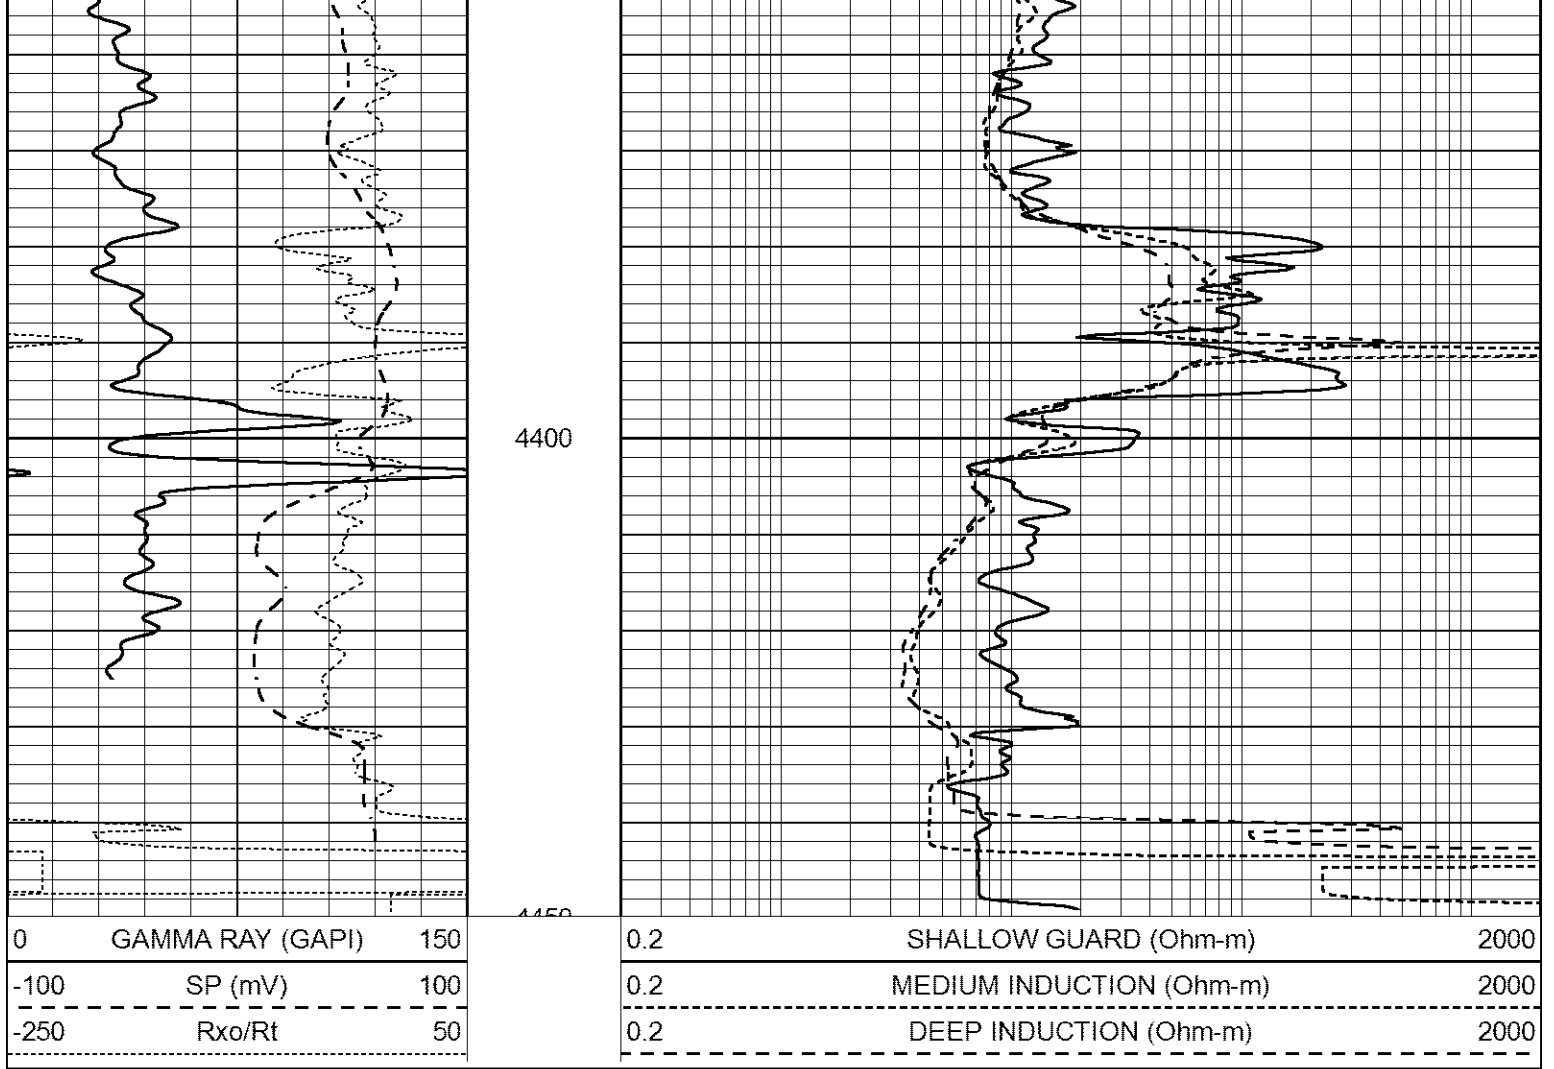 4400
4450
0 GAMMA RAY (GAPI) 150
-100 SP (mV) 100
-250 Rxo/Rt 50
0.2 SHALLOW GUARD (Ohm-m) 2000
0.2 MEDIUM INDUCTION (Ohm-m) 2000
0.2 DEEP INDUCTION (Ohm-m) 2000